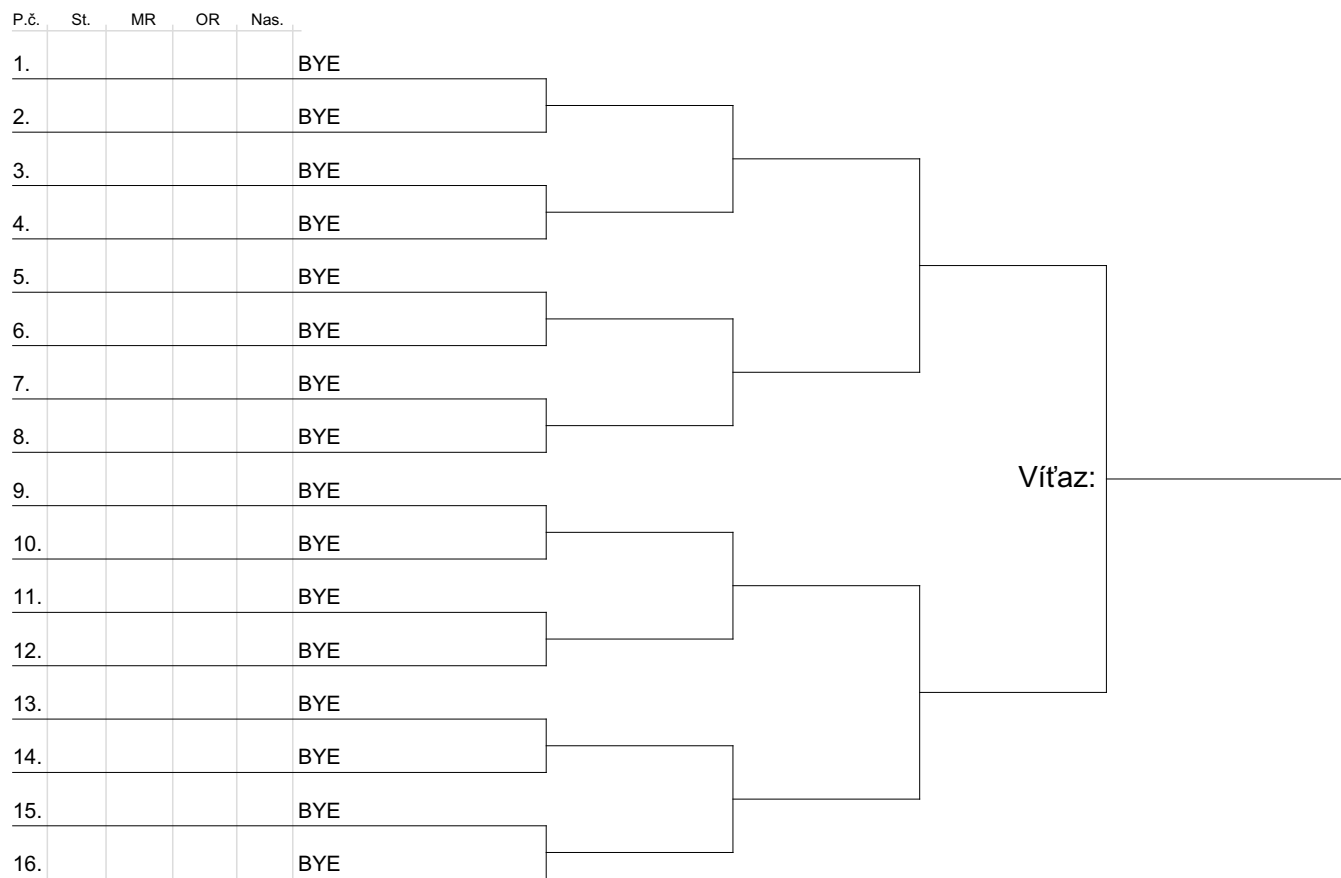 P.č. St. MR OR Nas.
1. BYE
2. BYE
3. BYE
4. BYE
5. BYE
6. BYE
7. BYE
8. BYE
Víťaz:
9. BYE
10. BYE
11. BYE
12. BYE
13. BYE
14. BYE
15. BYE
16. BYE